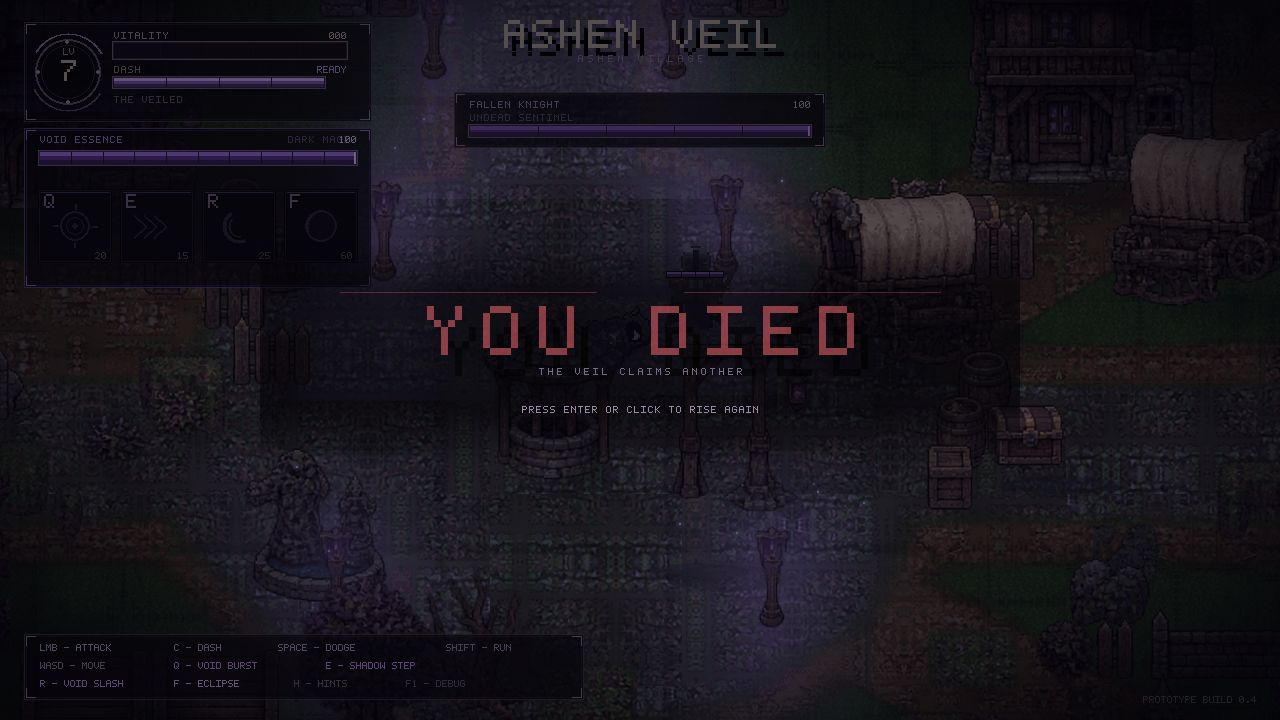 ASHEN VEIL
ASHEN VILLAGE
LV
7
VITALITY 000
DASH READY
THE VEILED
VOID ESSENCE 100
Q E R F
20 15 25 60
FALLEN KNIGHT 100
UNDEAD SENTINEL
YOU DIED
THE VEIL CLAIMS ANOTHER
PRESS ENTER OR CLICK TO RISE AGAIN
LMB - ATTACK C - DASH SPACE - DODGE SHIFT - RUN
WASD - MOVE Q - VOID BURST E - SHADOW STEP
R - VOID SLASH F - ECLIPSE H - HINTS F1 - DEBUG
PROTOTYPE BUILD 0.4